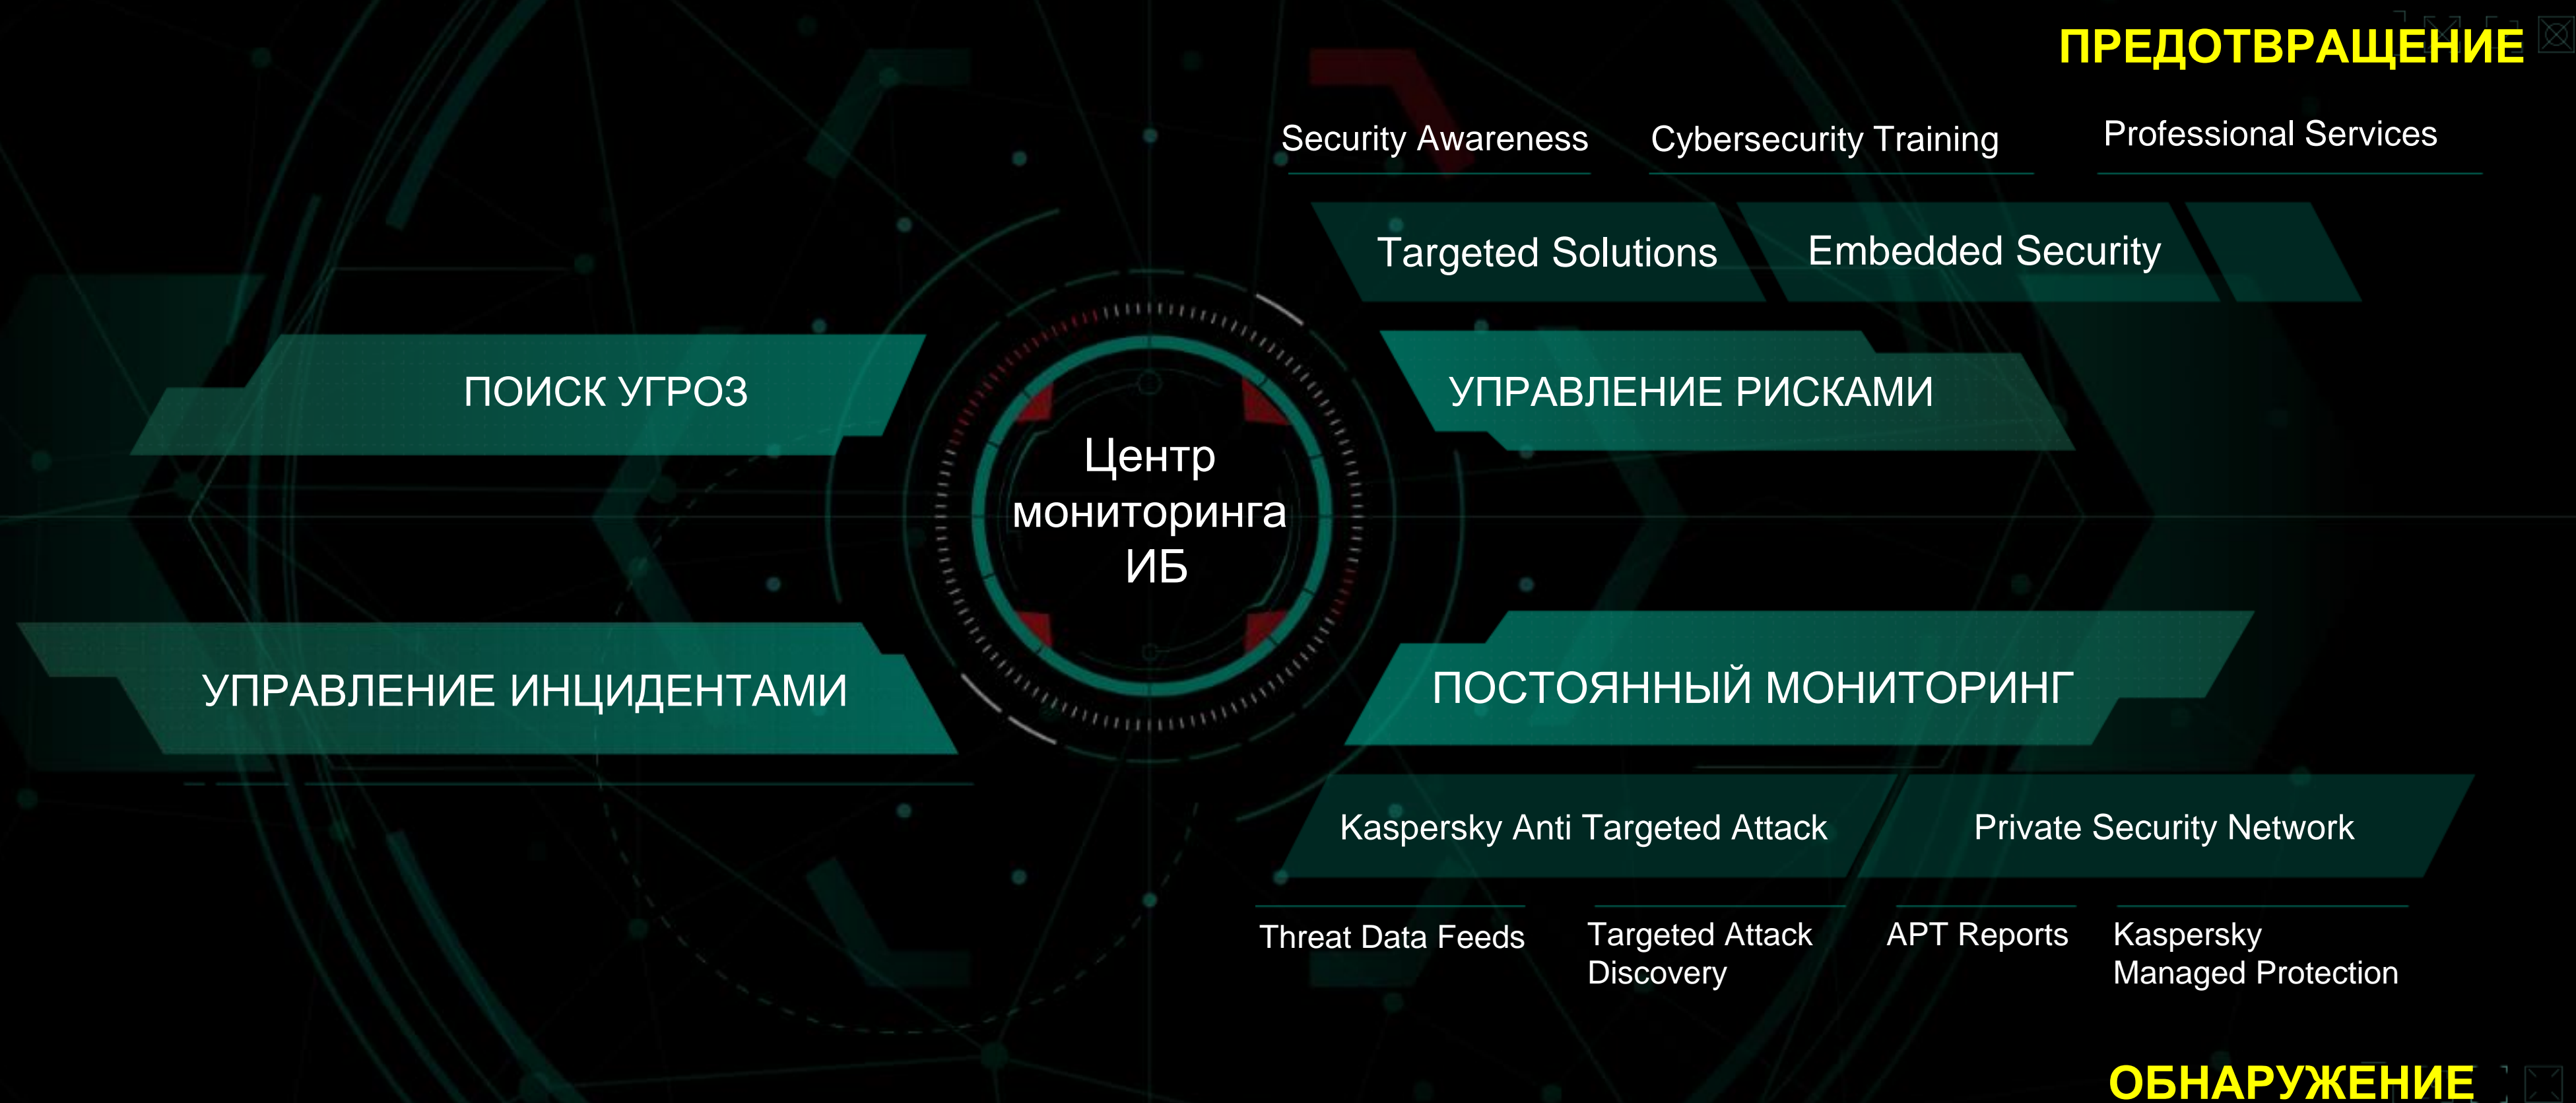 ПРЕДОТВРАЩЕНИЕ
Security Awareness
Cybersecurity Training
Professional Services
Targeted Solutions
Embedded Security
ПОИСК УГРОЗ
УПРАВЛЕНИЕ РИСКАМИ
Центр
мониторинга
ИБ
УПРАВЛЕНИЕ ИНЦИДЕНТАМИ
ПОСТОЯННЫЙ МОНИТОРИНГ
Kaspersky Anti Targeted Attack
Private Security Network
Threat Data Feeds
Targeted Attack
Discovery
APT Reports
Kaspersky
Managed Protection
ОБНАРУЖЕНИЕ